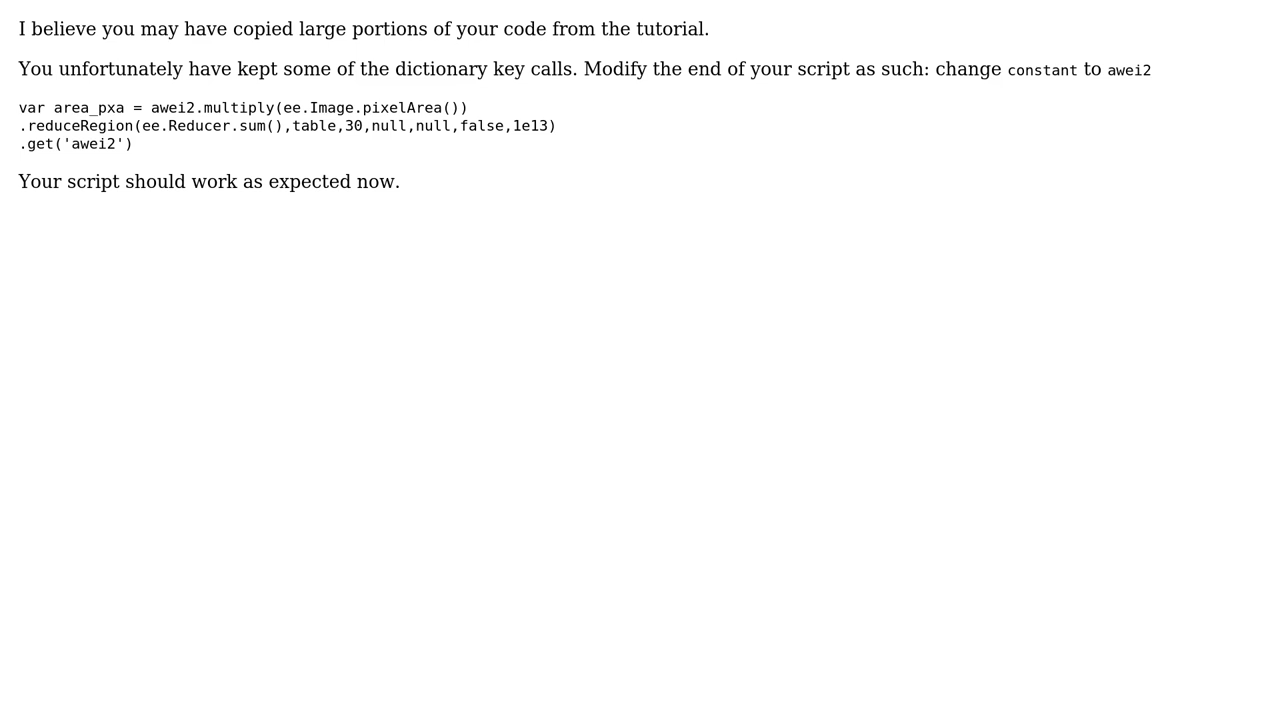 I believe you may have copied large portions of your code from the tutorial.
You unfortunately have kept some of the dictionary key calls. Modify the end of your script as such: change constant to awei2
var area_pxa = awei2.multiply(ee.Image.pixelArea())
.reduceRegion(ee.Reducer.sum(),table,30,null,null,false,1e13)
.get('awei2')
Your script should work as expected now.